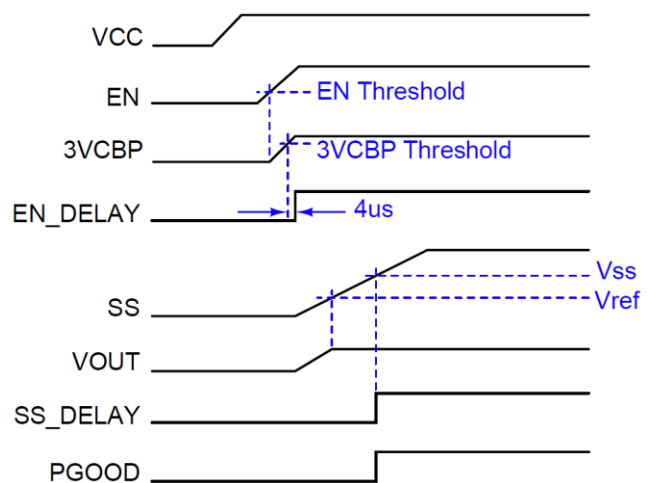 VCC
EN
EN Threshold
3VCBP
3VCBP Threshold
EN_DELAY
4us
Vss
Vref
SS
VOUT
SS_DELAY
PGOOD